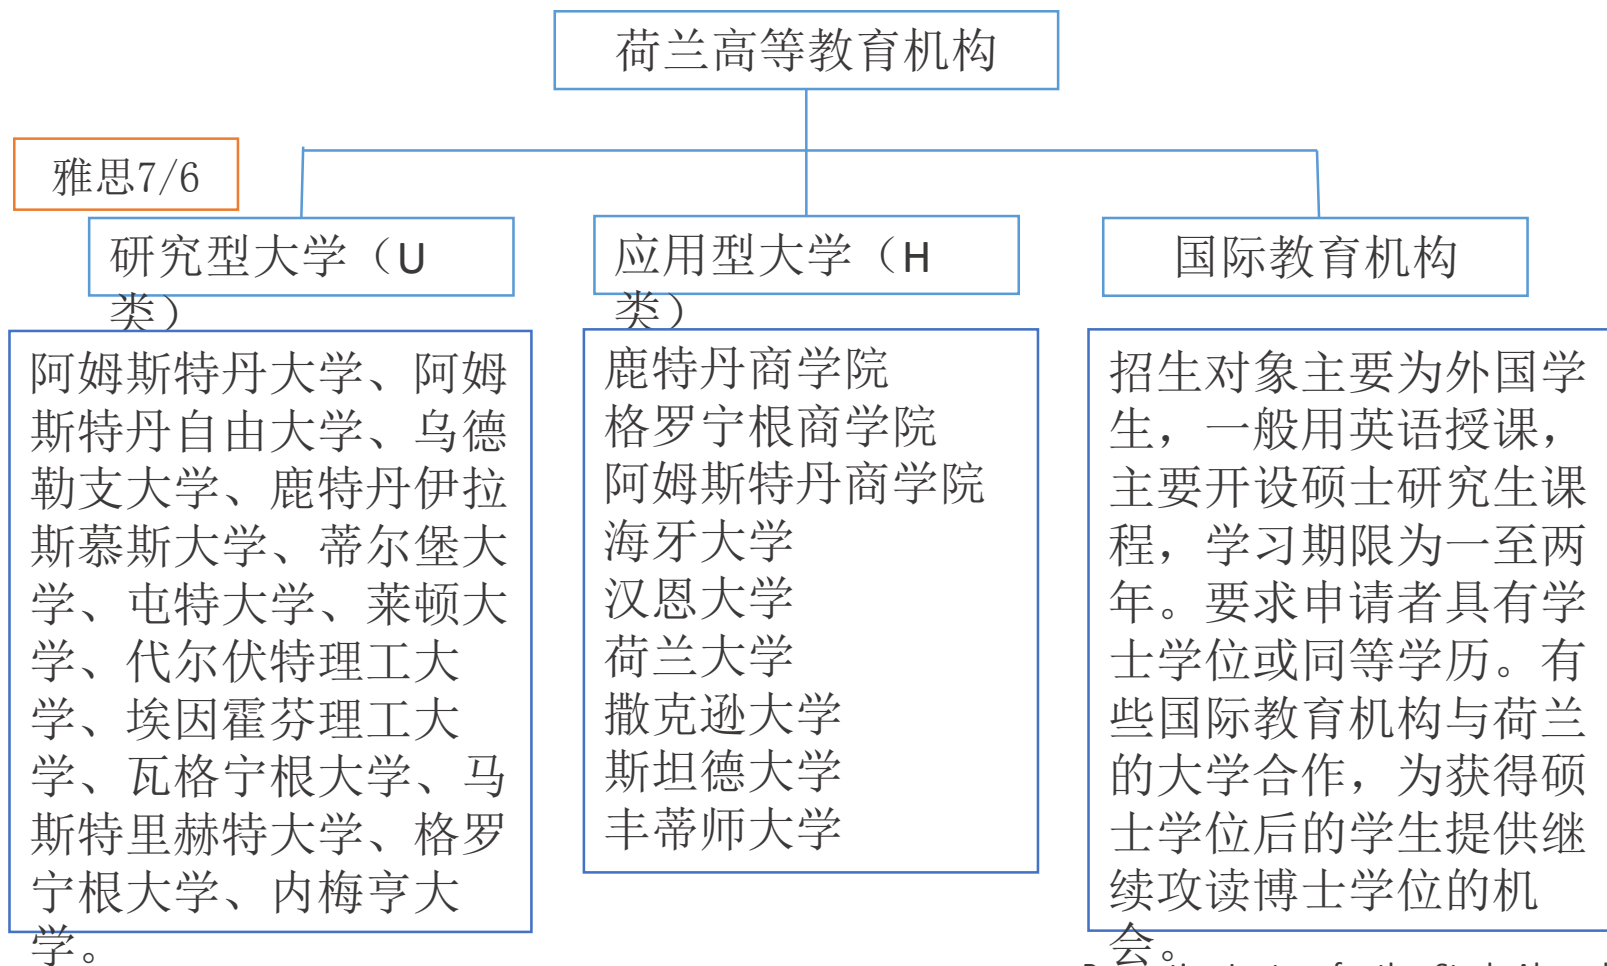 荷兰高等教育机构
雅思7/6
研究型大学（U
类）
阿姆斯特丹大学、阿姆
斯特丹自由大学、乌德
勒支大学、鹿特丹伊拉
斯慕斯大学、蒂尔堡大
学、屯特大学、莱顿大
学、代尔伏特理工大
学、埃因霍芬理工大
学、瓦格宁根大学、马
斯特里赫特大学、格罗
宁根大学、内梅亨大
学。
应用型大学（H
类）
鹿特丹商学院
格罗宁根商学院
阿姆斯特丹商学院
海牙大学
汉恩大学
荷兰大学
撒克逊大学
斯坦德大学
丰蒂师大学
国际教育机构
招生对象主要为外国学
生，一般用英语授课，
主要开设硕士研究生课
程，学习期限为一至两
年。要求申请者具有学
士学位或同等学历。有
些国际教育机构与荷兰
的大学合作，为获得硕
士学位后的学生提供继
续攻读博士学位的机
会。